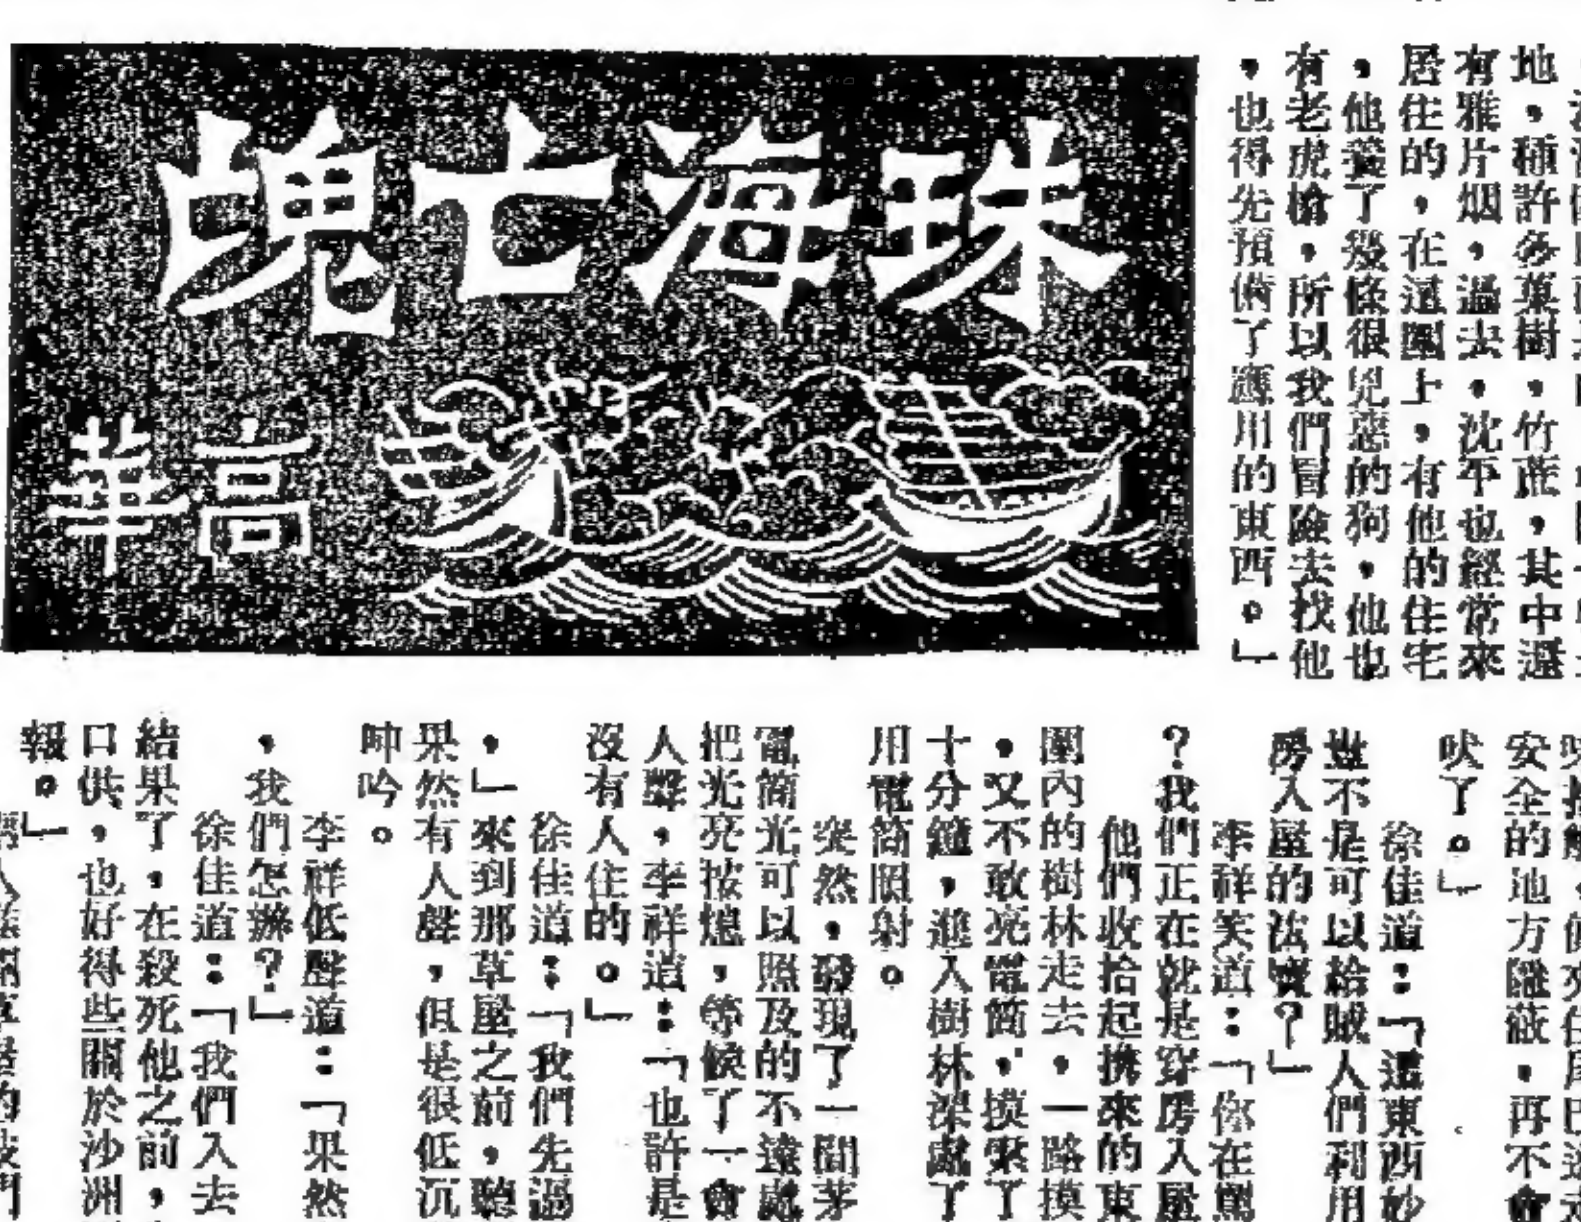 珠海亡魂
高華
地，種許多菓樹，竹蔗，其中還
有雅片烟，過去，沈平也經常來
居住的，在這圍上，有他的住宅
，他養了幾條很兇惡的狗，他也
有老虎槍，所以我們冒險去找他
，也得先預備了應用的東西。」
安全的地方隱蔽，再不會
吠了。」
徐佳道：「這東西妙
豈不是可以給賊人們利用
房入屋的法寶？」
李祥笑道：「你在罵
？我們正在就是穿房入屋
他們收拾起携來的東
園內的樹林走去，一路摸
，又不敢亮電筒，摸索了
十分鐘，進入樹林深處了
用電筒照射。
突然，發現了一間茅
電筒光可以照及的不遠處
把光亮按熄，等候了一會
人聲，李祥道：「也許是
沒有人住的。」
徐佳道：「我們先過
，」來到那草屋之前，聽
果然有人聲，但是很低沉
呻吟。
李祥低聲道：「果然
，我們怎辦？」
徐佳道：「我們入去
結果了，在殺死他之前，
口供，也好得些關於沙洲
報。」